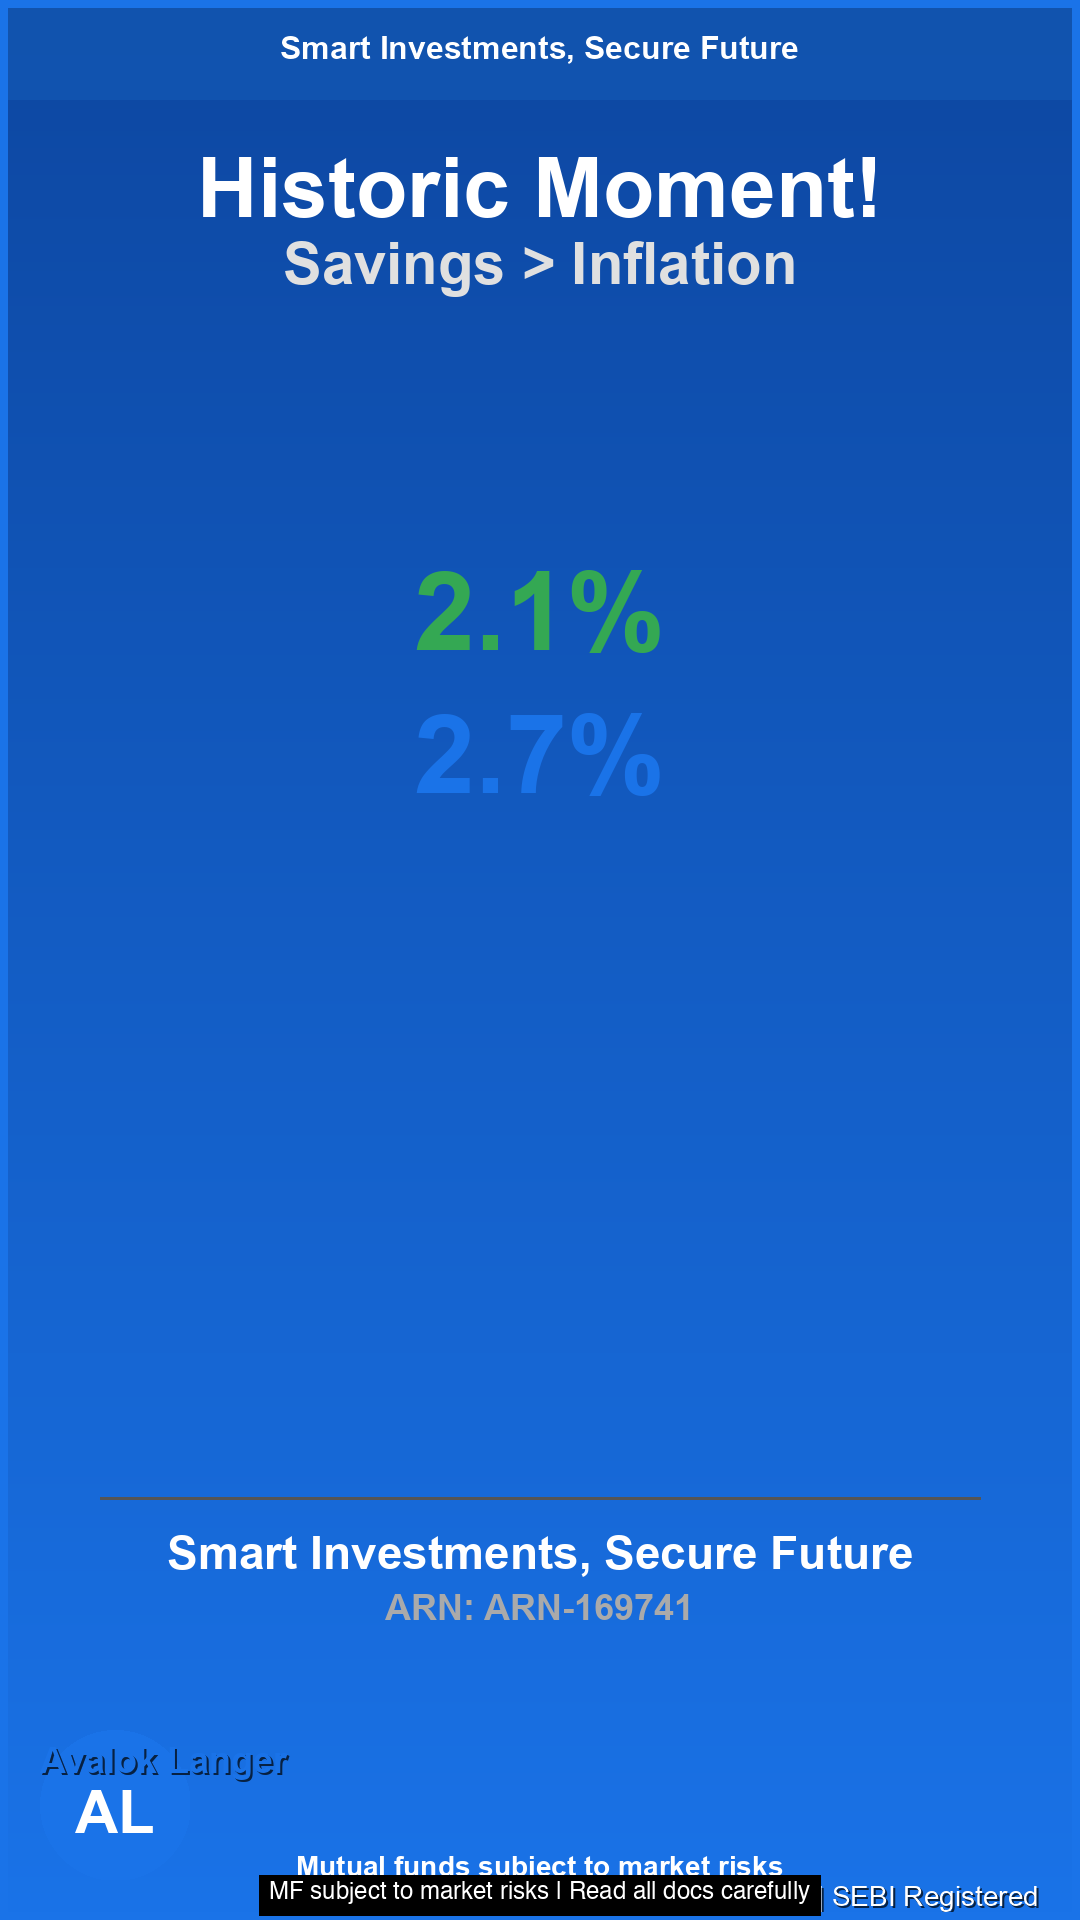 Smart Investments, Secure Future
Historic Moment!
Savings > Inflation
2.1%
2.7%
Smart Investments, Secure Future
ARN: ARN-169741
Avalok Langer
AL
Mutual funds subject to market risks
MF subject to market risks | Read all docs carefully
| SEBI Registered